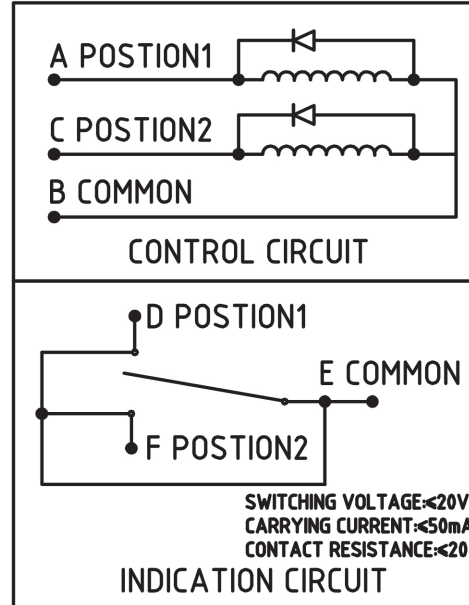 A POSTION1
C POSTION2
B COMMON
CONTROL CIRCUIT
D POSTION1
E COMMON
F POSTION2
SWITCHING VOLTAGE:≤20V
CARRYING CURRENT:≤50mA
CONTACT RESISTANCE:≤20
INDICATION CIRCUIT